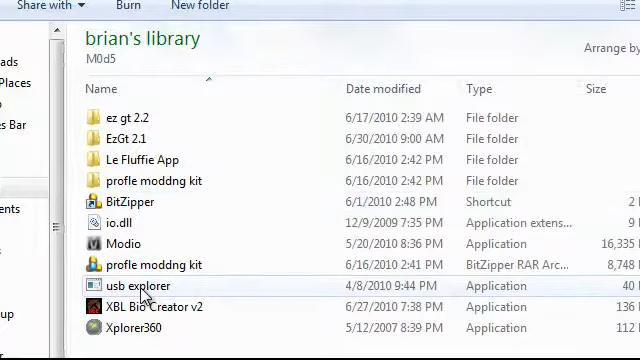 Share with Burn New folder
brian's library
M0d5
Arrange by
Name Date modified Type Size
ez gt 2.2 6/17/2010 2:39 AM File folder
EzGt 2.1 6/30/2010 9:00 AM File folder
Le Fluffie App 6/16/2010 2:42 PM File folder
profle moddng kit 6/16/2010 2:42 PM File folder
BitZipper 6/1/2010 2:48 PM Shortcut 2
io.dll 12/9/2009 7:35 PM Application extens... 9
Modio 5/20/2010 8:36 PM Application 16,335
profle moddng kit 6/16/2010 2:41 PM BitZipper RAR Arc... 8,748
usb explorer 4/8/2010 9:44 PM Application 40
XBL Bio Creator v2 6/27/2010 7:38 PM Application 136
Xplorer360 5/12/2007 8:39 PM Application 112
ads
Places
s Bar
ents
up